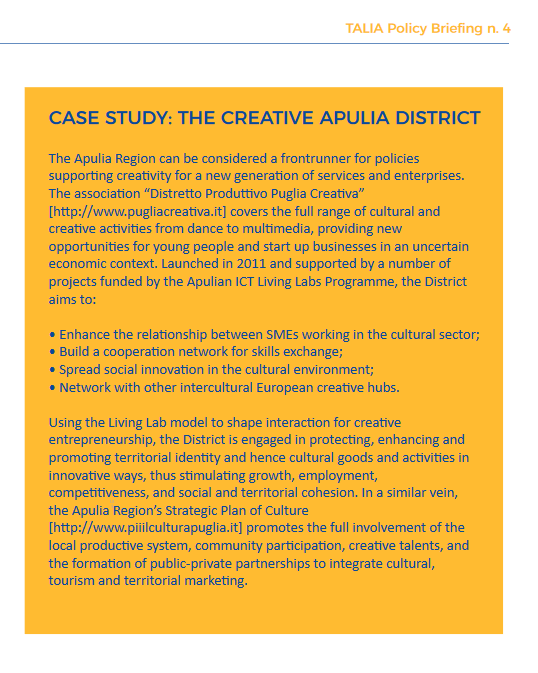 TALIA Policy Briefing n. 4
CASE STUDY: THE CREATIVE APULIA DISTRICT
The Apulia Region can be considered a frontrunner for policies
supporting creativity for a new generation of services and enterprises.
The association “Distretto Produttivo Puglia Creativa”
[http://www.pugliacreativa.it] covers the full range of cultural and
creative activities from dance to multimedia, providing new
opportunities for young people and start up businesses in an uncertain
economic context. Launched in 2011 and supported by a number of
projects funded by the Apulian ICT Living Labs Programme, the District
aims to:
• Enhance the relationship between SMEs working in the cultural sector;
• Build a cooperation network for skills exchange;
• Spread social innovation in the cultural environment;
• Network with other intercultural European creative hubs.
Using the Living Lab model to shape interaction for creative
entrepreneurship, the District is engaged in protecting, enhancing and
promoting territorial identity and hence cultural goods and activities in
innovative ways, thus stimulating growth, employment,
competitiveness, and social and territorial cohesion. In a similar vein,
the Apulia Region’s Strategic Plan of Culture
[http://www.piiilculturapuglia.it] promotes the full involvement of the
local productive system, community participation, creative talents, and
the formation of public-private partnerships to integrate cultural,
tourism and territorial marketing.